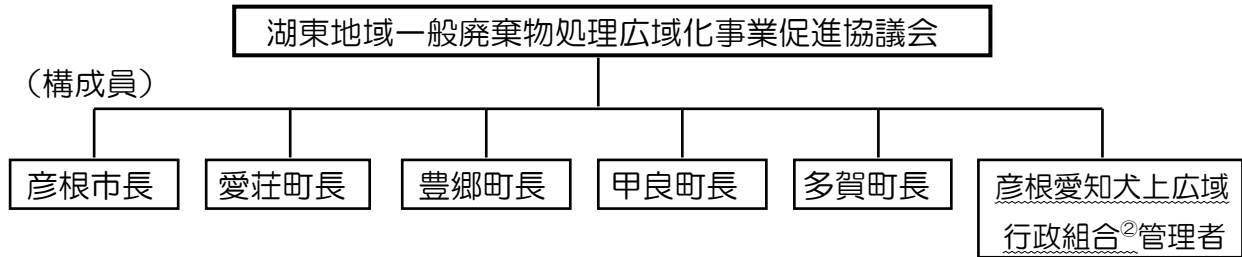 湖東地域一般廃棄物処理広域化事業促進協議会
（構成員）
彦根市長
愛荘町長
豊郷町長
甲良町長
多賀町長
彦根愛知犬上広域
行政組合②管理者